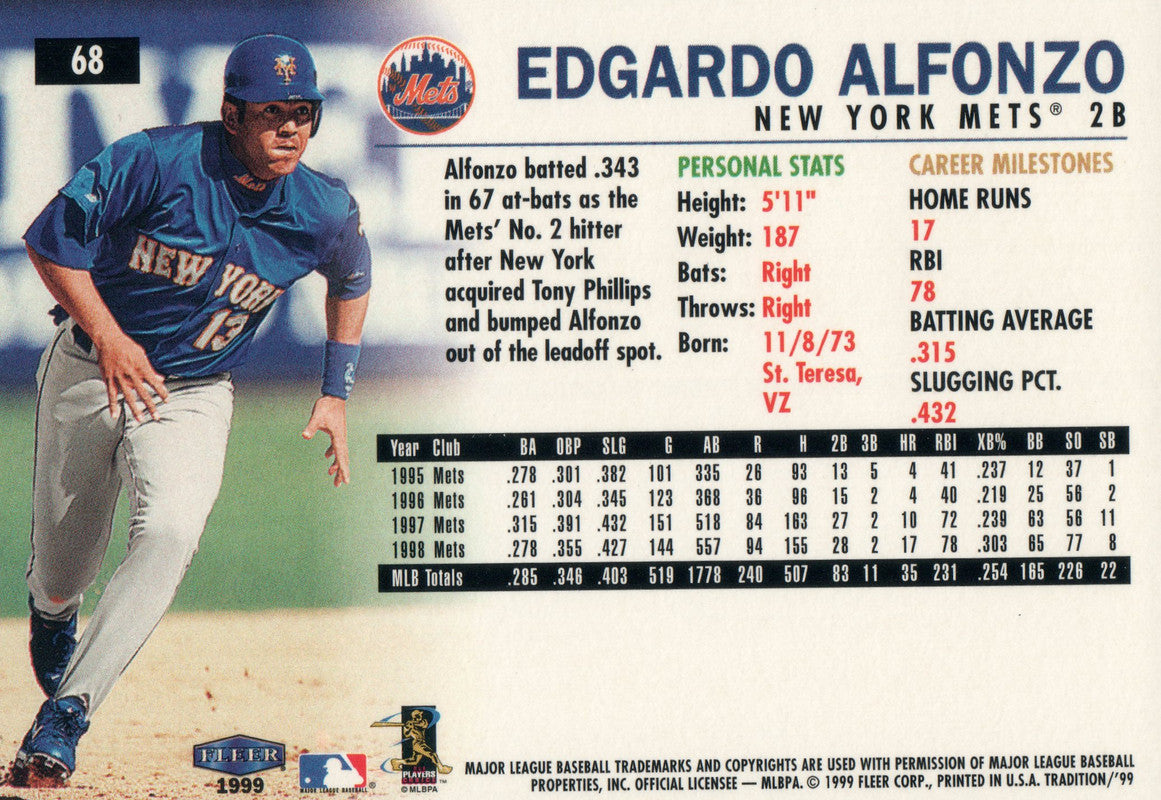 68
Mets
EDGARDO ALFONZO
NEW YORK METS® 2B
Alfonzo batted .343
in 67 at-bats as the
Mets' No. 2 hitter
after New York
acquired Tony Phillips
and bumped Alfonzo
out of the leadoff spot.
PERSONAL STATS
Height: 5'11"
Weight: 187
Bats: Right
Throws: Right
Born: 11/8/73
St. Teresa,
VZ
CAREER MILESTONES
HOME RUNS
17
RBI
78
BATTING AVERAGE
.315
SLUGGING PCT.
.432
Year Club BA OBP SLG G AB R H 2B 3B HR RBI XB% BB SO SB
1995 Mets .278 .301 .382 101 335 26 93 13 5 4 41 .237 12 37 1
1996 Mets .261 .304 .345 123 368 36 96 15 2 4 40 .219 25 56 2
1997 Mets .315 .391 .432 151 518 84 163 27 2 10 72 .239 63 56 11
1998 Mets .278 .355 .427 144 557 94 155 28 2 17 78 .303 65 77 8
MLB Totals .285 .346 .403 519 1778 240 507 83 11 35 231 .254 165 226 22
Mets
NEW YORK
13
FLEER
1999
MAJOR LEAGUE BASEBALL®
PLAYERS
CHOICE™
© MLBPA
MAJOR LEAGUE BASEBALL TRADEMARKS AND COPYRIGHTS ARE USED WITH PERMISSION OF MAJOR LEAGUE BASEBALL
PROPERTIES, INC. OFFICIAL LICENSEE — MLBPA. © 1999 FLEER CORP., PRINTED IN U.S.A. TRADITION/'99